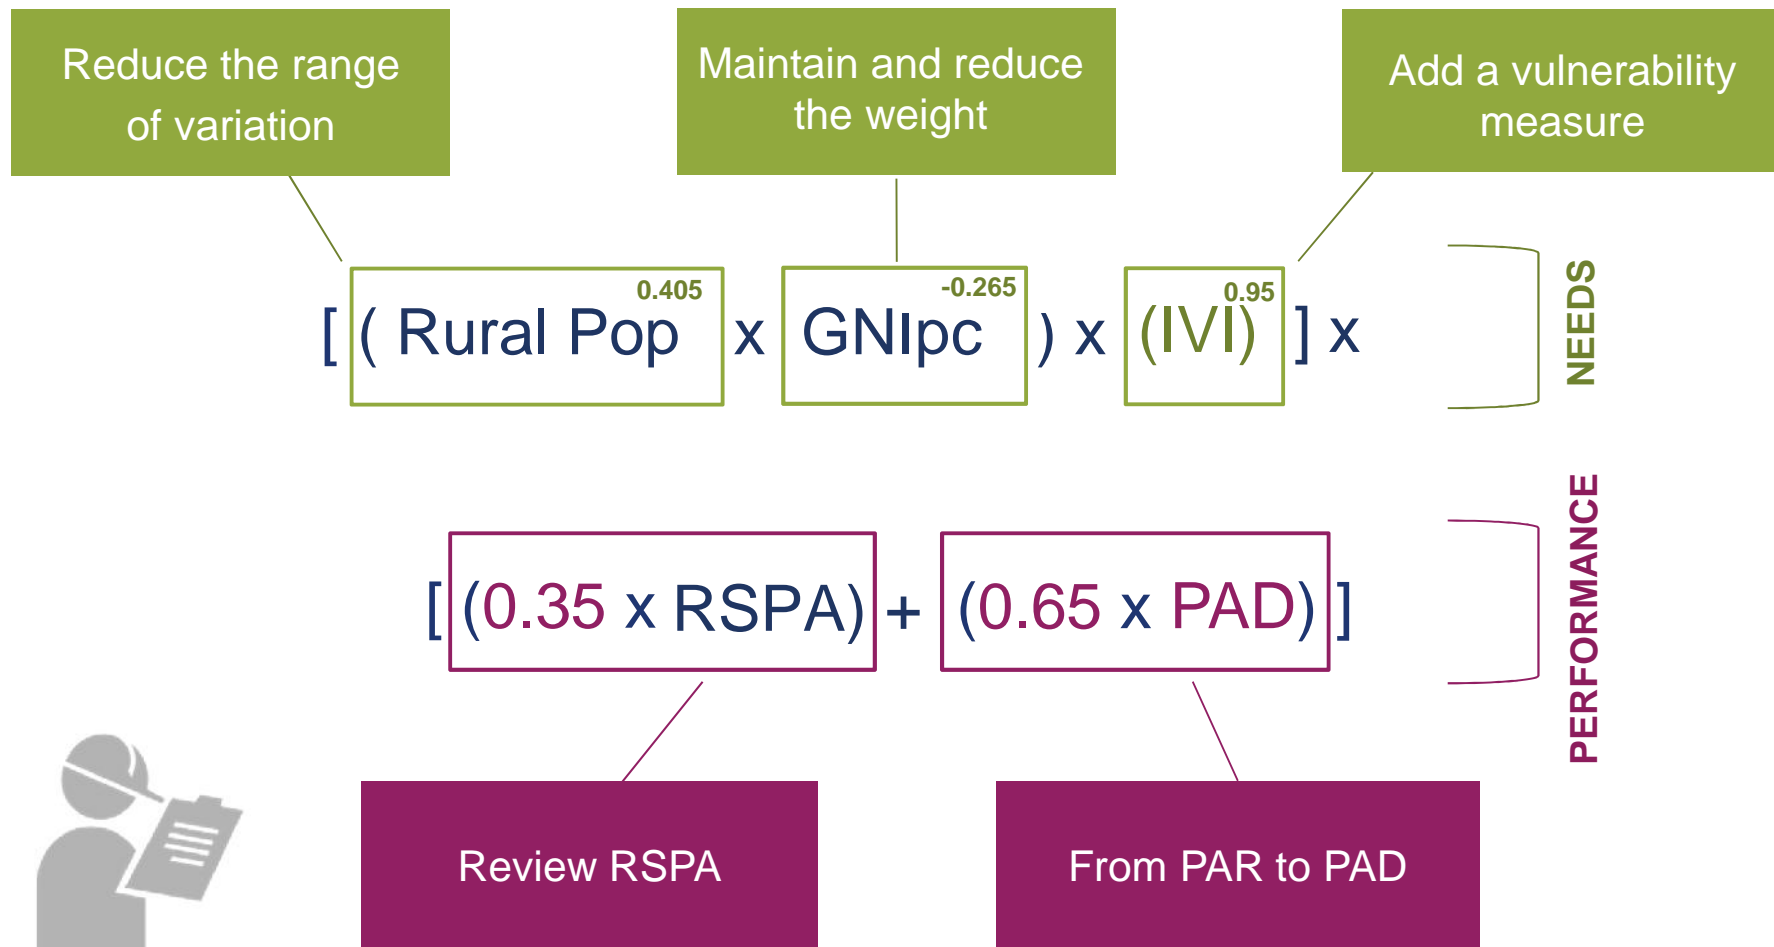 Reduce the range
of variation
Maintain and reduce
the weight
Add a vulnerability
measure
[ ( Rural Pop 0.405 x GNIpc -0.265 ) x (IVI) 0.95 ] x
NEEDS
[ (0.35 x RSPA) + (0.65 x PAD) ]
PERFORMANCE
Review RSPA
From PAR to PAD